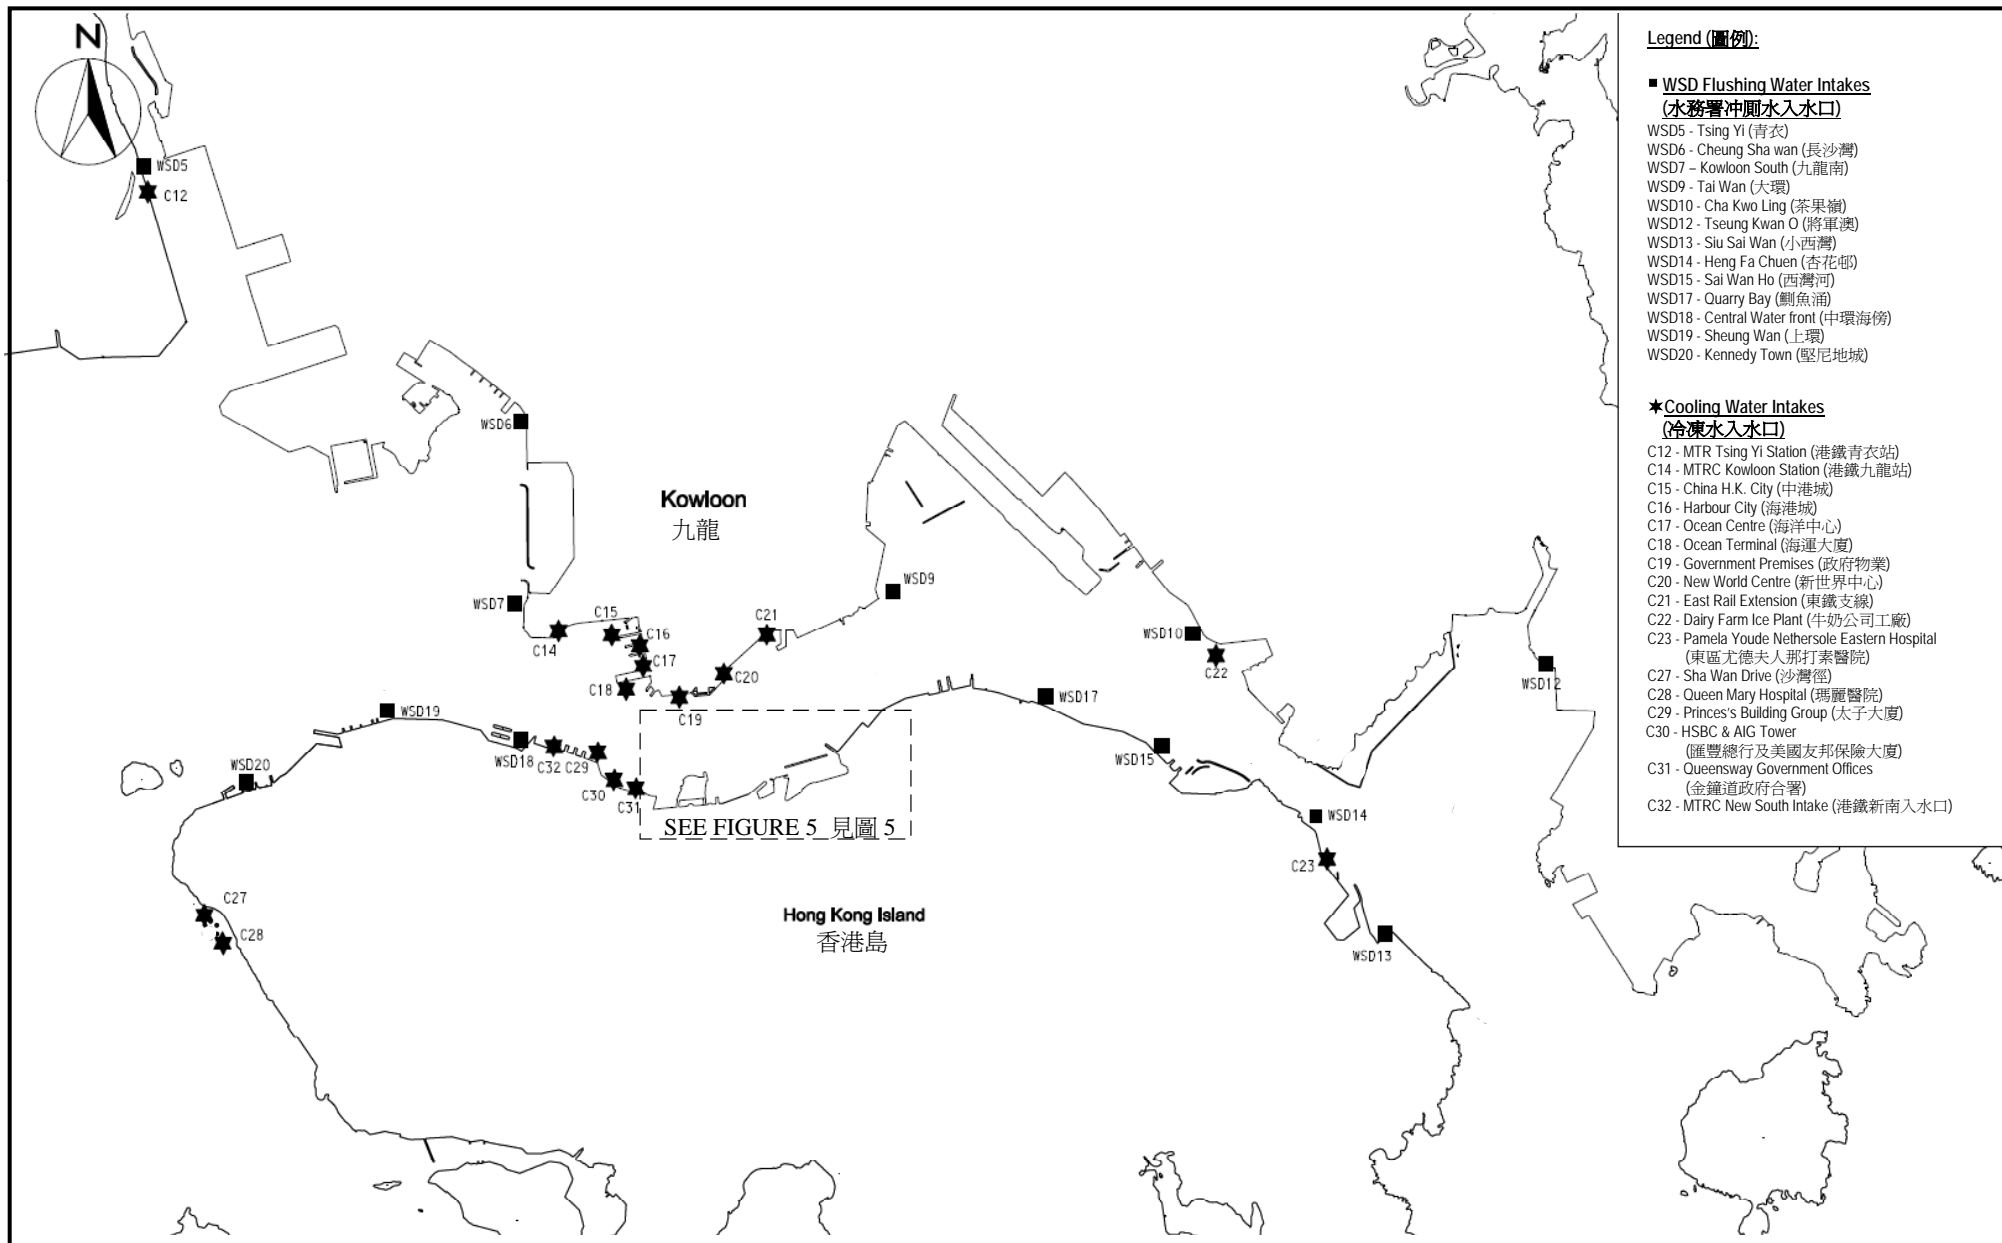 N
WSD5
C12
WSD6
Kowloon
九龍
WSD7
C14
C15
C16
C17
C18
C19
C20
C21
WSD9
WSD10
C22
WSD12
WSD19
WSD20
WSD18
C32
C29
C30
C31
SEE FIGURE 5 見圖 5
WSD17
WSD15
WSD14
C23
WSD13
C27
C28
Hong Kong Island
香港島
Legend (圖例):
WSD Flushing Water Intakes
(水務署冲厠水入水口)
WSD5 - Tsing Yi (青衣)
WSD6 - Cheung Sha wan (長沙灣)
WSD7 – Kowloon South (九龍南)
WSD9 - Tai Wan (大環)
WSD10 - Cha Kwo Ling (茶果嶺)
WSD12 - Tseung Kwan O (將軍澳)
WSD13 - Siu Sai Wan (小西灣)
WSD14 - Heng Fa Chuen (杏花邨)
WSD15 - Sai Wan Ho (西灣河)
WSD17 - Quarry Bay (鰂魚涌)
WSD18 - Central Water front (中環海傍)
WSD19 - Sheung Wan (上環)
WSD20 - Kennedy Town (堅尼地城)
Cooling Water Intakes
(冷凍水入水口)
C12 - MTR Tsing Yi Station (港鐵青衣站)
C14 - MTRC Kowloon Station (港鐵九龍站)
C15 - China H.K. City (中港城)
C16 - Harbour City (海港城)
C17 - Ocean Centre (海洋中心)
C18 - Ocean Terminal (海運大廈)
C19 - Government Premises (政府物業)
C20 - New World Centre (新世界中心)
C21 - East Rail Extension (東鐵支線)
C22 - Dairy Farm Ice Plant (牛奶公司工廠)
C23 - Pamela Youde Nethersole Eastern Hospital
(東區尤德夫人那打素醫院)
C27 - Sha Wan Drive (沙灣徑)
C28 - Queen Mary Hospital (瑪麗醫院)
C29 - Princes's Building Group (太子大廈)
C30 - HSBC & AIG Tower
(匯豐總行及美國友邦保險大廈)
C31 - Queensway Government Offices
(金鐘道政府合署)
C32 - MTRC New South Intake (港鐵新南入水口)